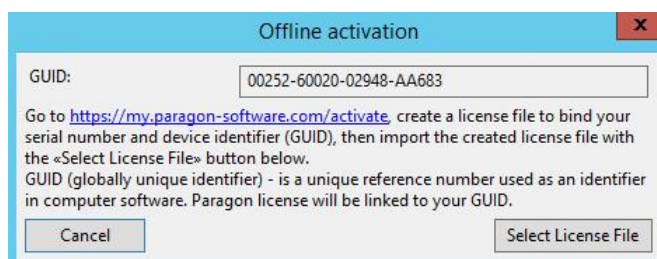 Offline activation
x
GUID:
00252-60020-02948-AA683
Go to https://my.paragon-software.com/activate, create a license file to bind your
serial number and device identifier (GUID), then import the created license file with
the «Select License File» button below.
GUID (globally unique identifier) - is a unique reference number used as an identifier
in computer software. Paragon license will be linked to your GUID.
Cancel
Select License File